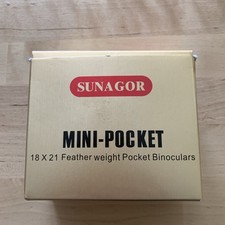 SUNAGOR
MINI-POCKET
18 X 21 Feather weight Pocket Binoculars